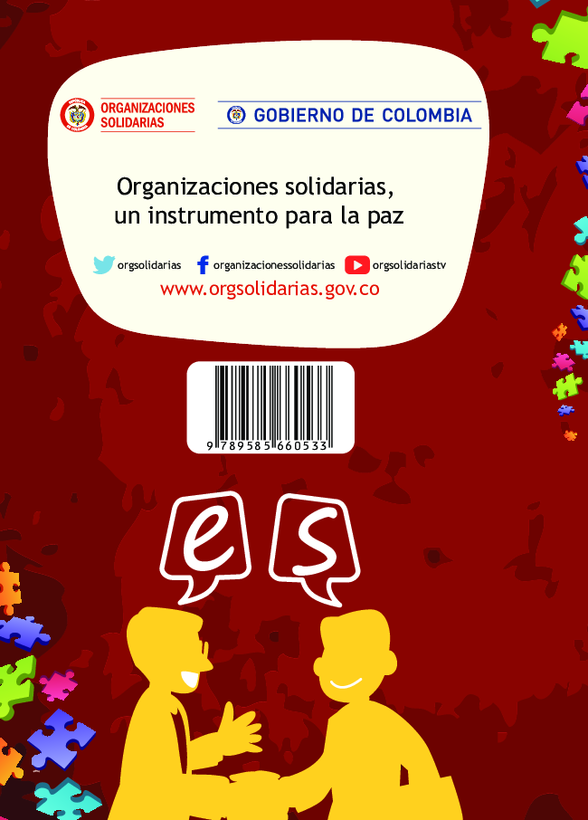 ORGANIZACIONES
SOLIDARIAS
GOBIERNO DE COLOMBIA
Organizaciones solidarias,
un instrumento para la paz
orgsolidarias organizacionessolidarias orgsolidariastv
www.orgsolidarias.gov.co
9 789585 660533
e s